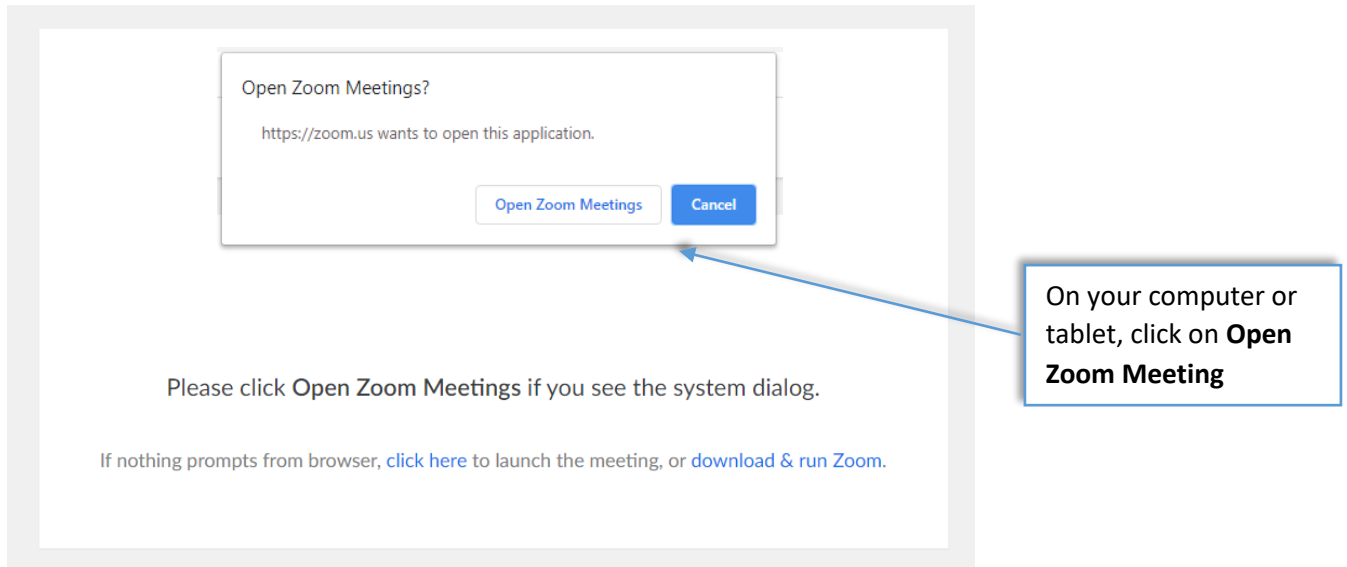 Open Zoom Meetings?
https://zoom.us wants to open this application.
Open Zoom Meetings Cancel
On your computer or
tablet, click on Open
Zoom Meeting
Please click Open Zoom Meetings if you see the system dialog.
If nothing prompts from browser, click here to launch the meeting, or download & run Zoom.